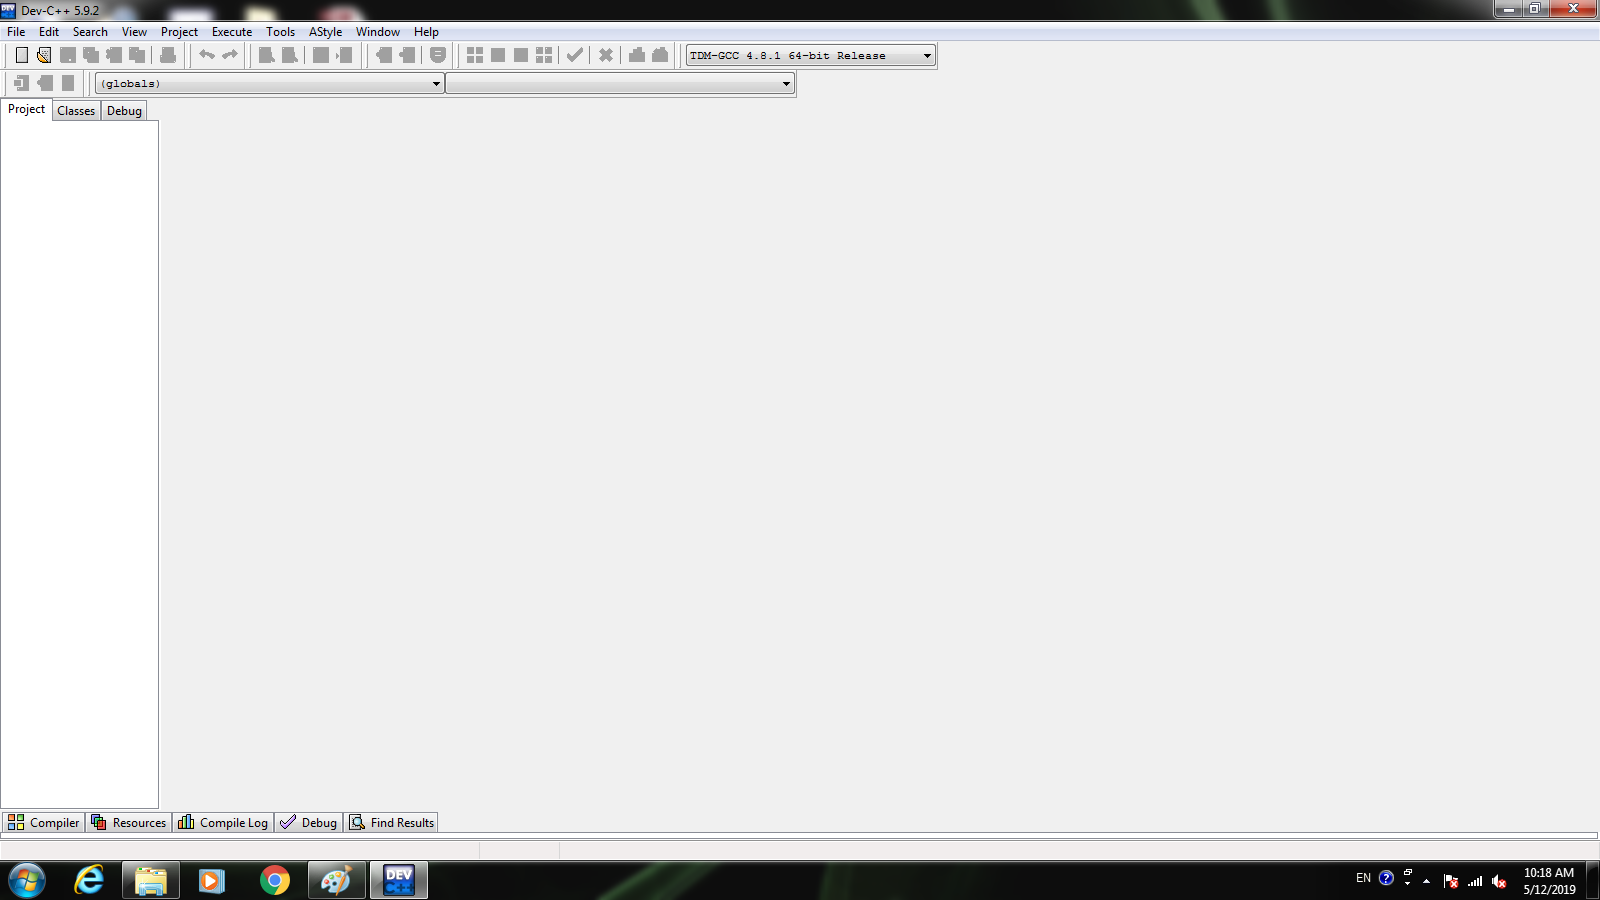 DEV C++ Dev-C++ 5.9.2
File Edit Search View Project Execute Tools AStyle Window Help
TDM-GCC 4.8.1 64-bit Release
(globals)
Project Classes Debug
Compiler Resources Compile Log Debug Find Results
DEV C++
EN
10:18 AM
5/12/2019